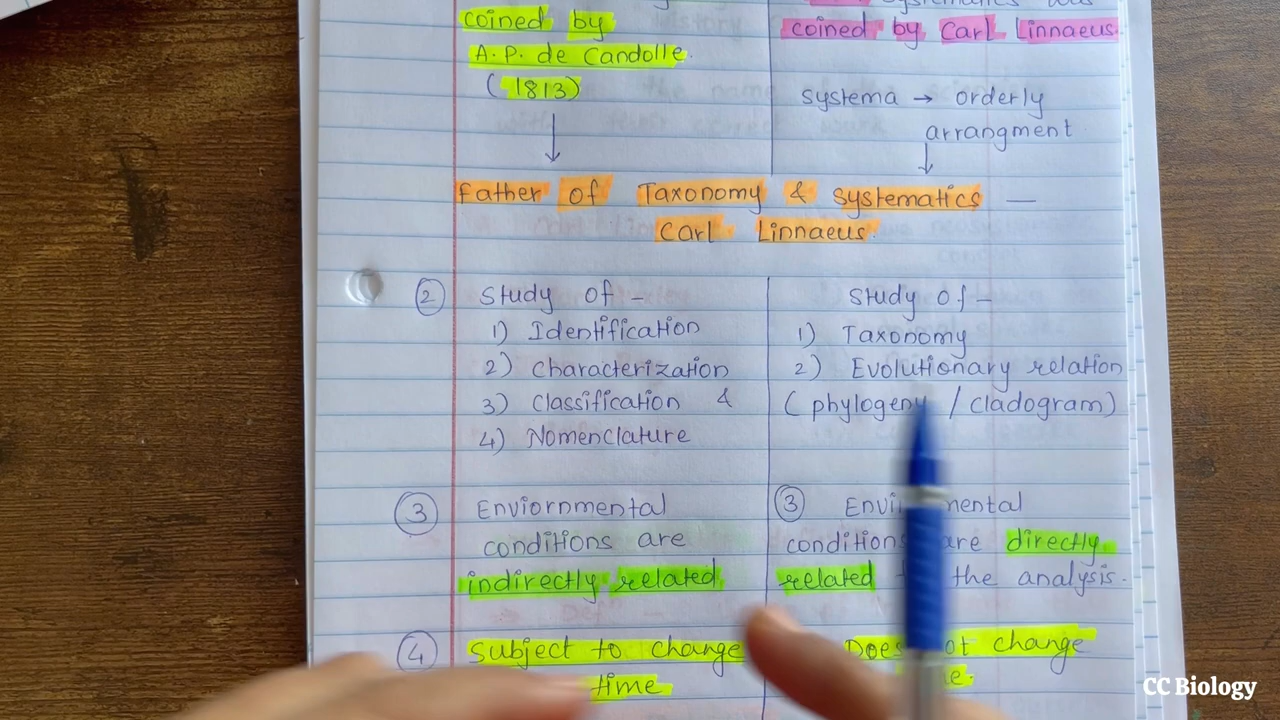 coined by
A.P. de Candolle.
(1813)
coined by Carl Linnaeus.
systema → orderly
arrangment
Father of Taxonomy & systematics —
Carl Linnaeus.
② Study of –
1) Identification
2) Characterization
3) Classification &
4) Nomenclature
Study of –
1) Taxonomy
2) Evolutionary relation
(phylogeny / cladogram)
③ Enviornmental
conditions are
indirectly related
③
conditions are directly
related the analysis.
④ Subject to change
time
change
CC Biology